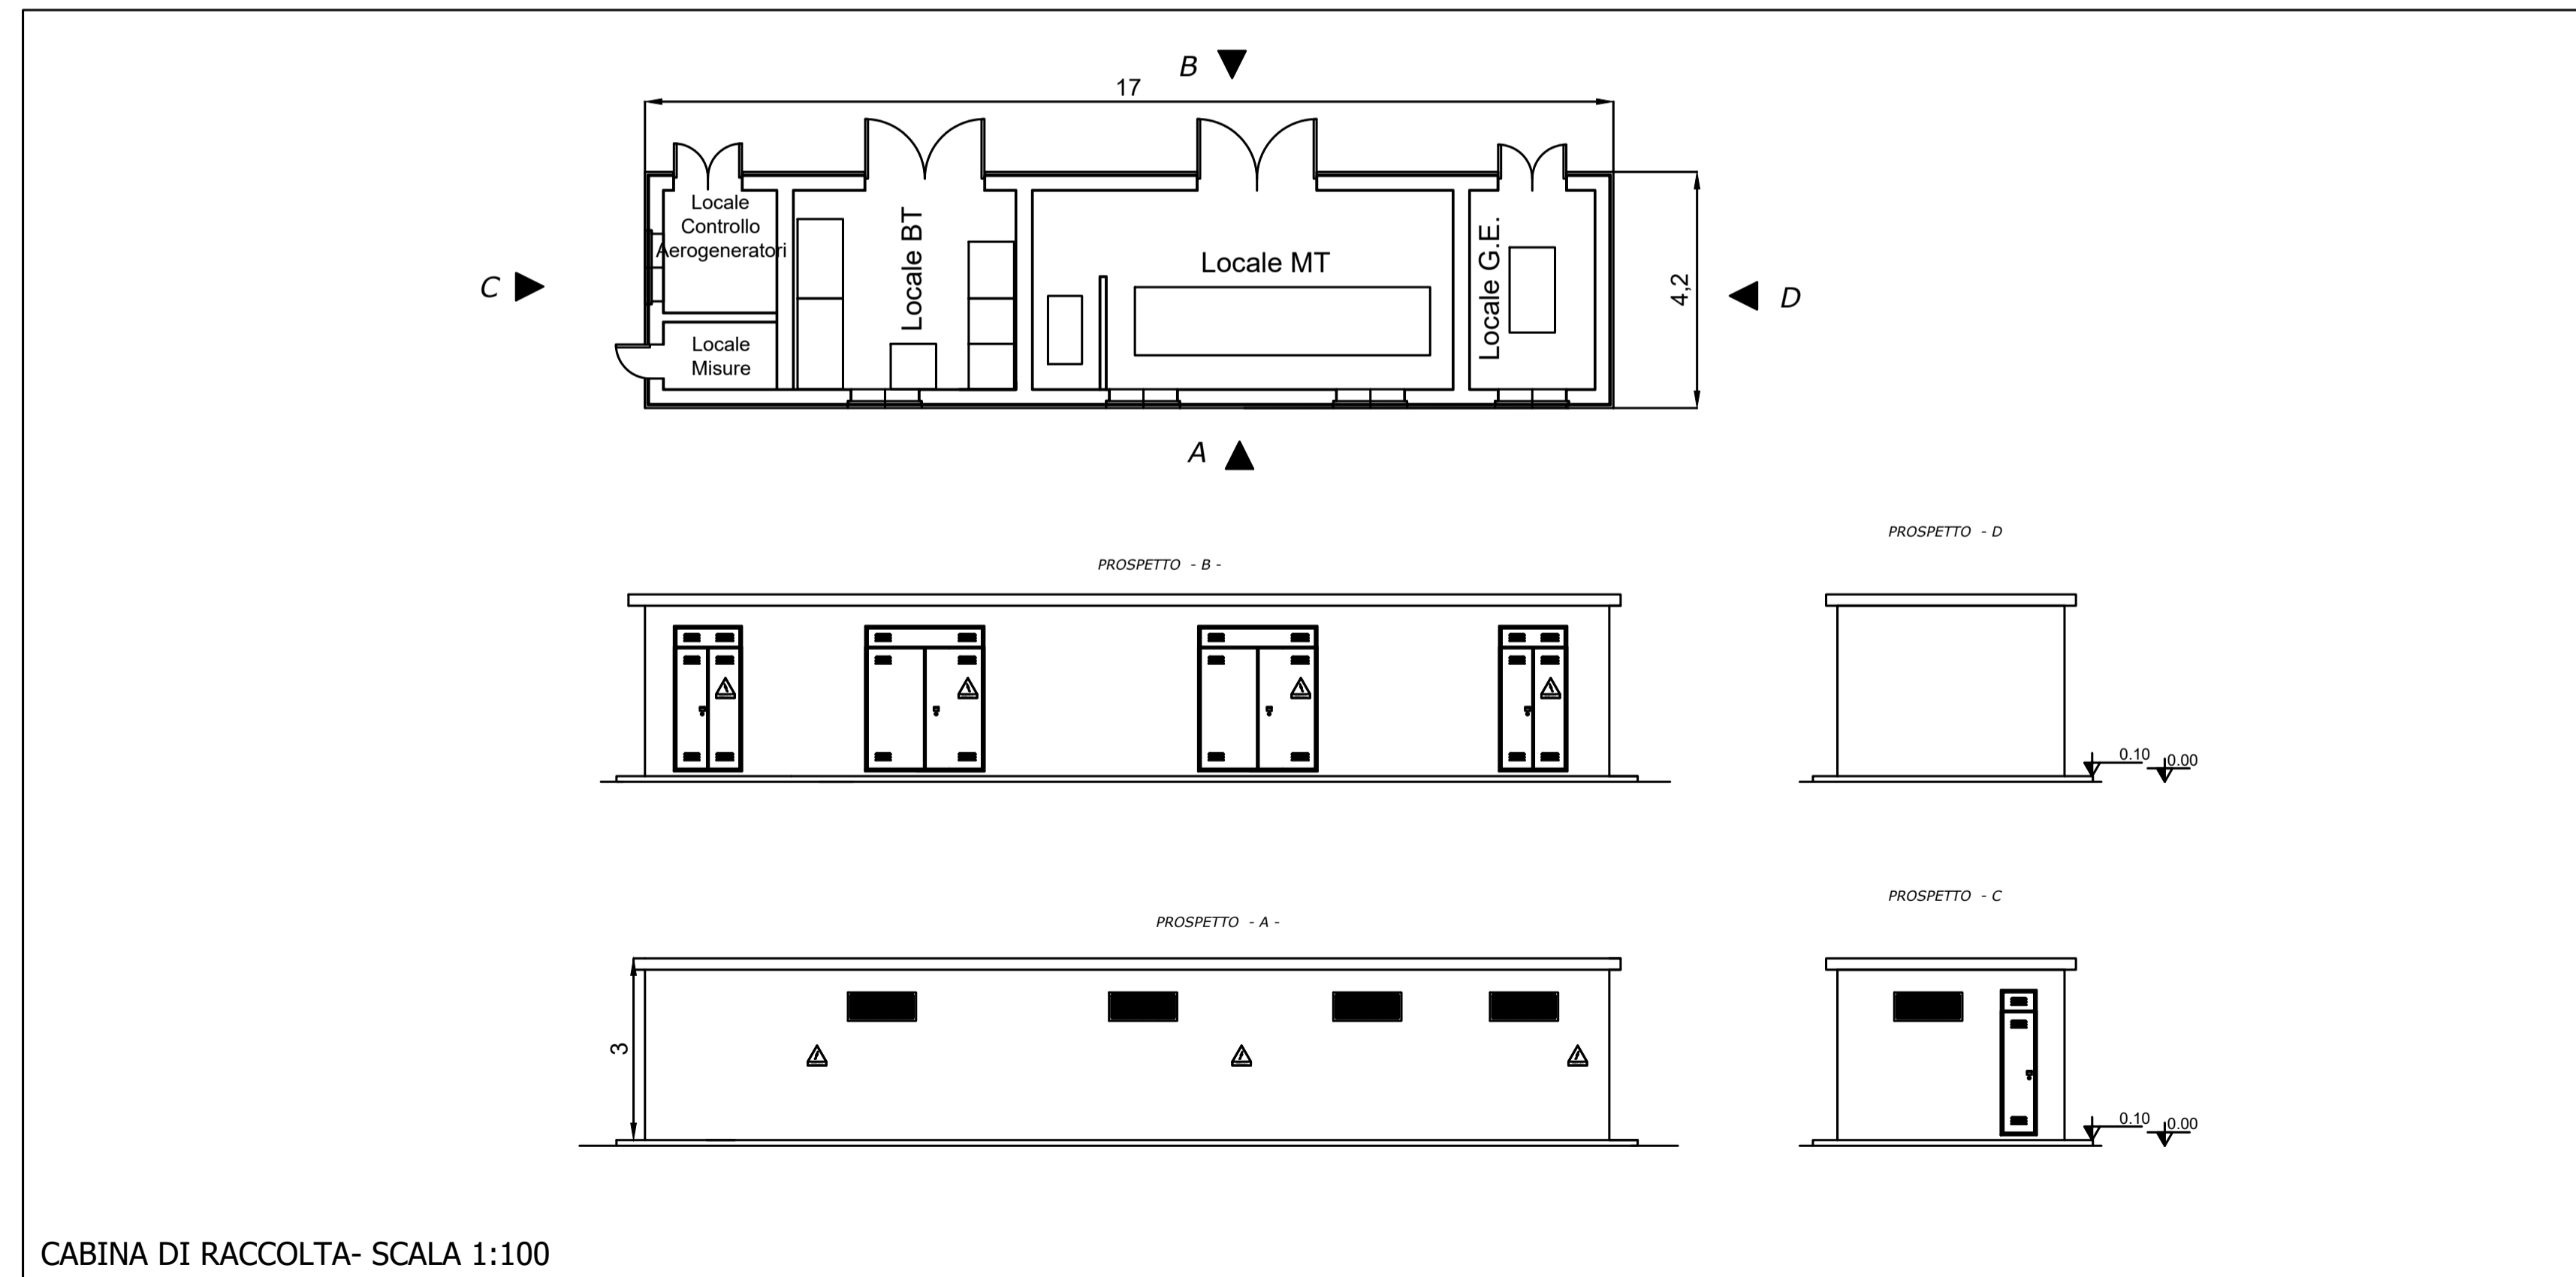 B
17
Locale
Controllo
Aerogeneratori
Locale BT
Locale MT
Locale G.E.
4,2
C
D
Locale
Misure
A
PROSPETTO - D
PROSPETTO - B -
0.10
0.00
PROSPETTO - C
PROSPETTO - A -
3
0.10
0.00
CABINA DI RACCOLTA- SCALA 1:100